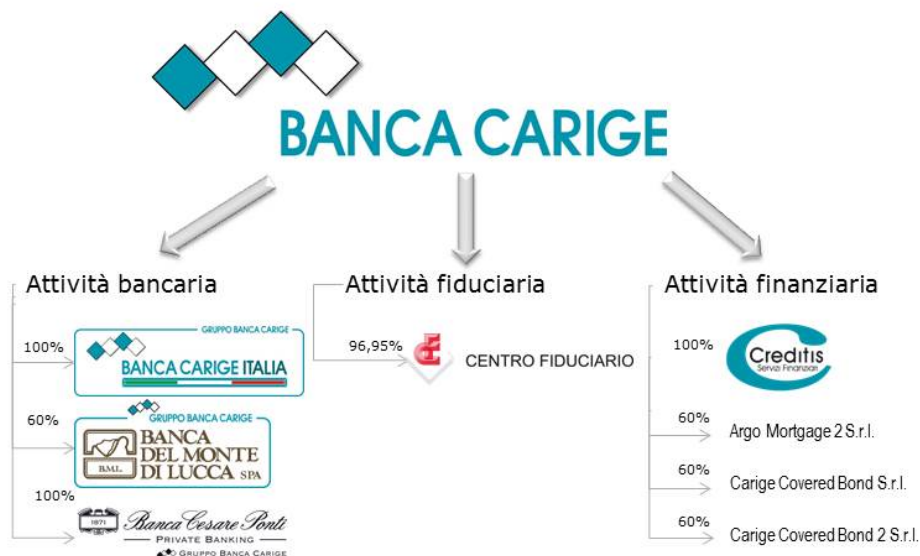 BANCA CARIGE
Attività bancaria
100%
GRUPPO BANCA CARIGE
BANCA CARIGE ITALIA
60%
GRUPPO BANCA CARIGE
B.M.L.
BANCA
DEL MONTE
DI LUCCA SPA
100%
1871
Banca Cesare Ponti
PRIVATE BANKING
GRUPPO BANCA CARIGE
Attività fiduciaria
96,95%
CENTRO FIDUCIARIO
Attività finanziaria
100%
Creditis
Servizi Finanziari
60%
Argo Mortgage 2 S.r.l.
60%
Carige Covered Bond S.r.l.
60%
Carige Covered Bond 2 S.r.l.